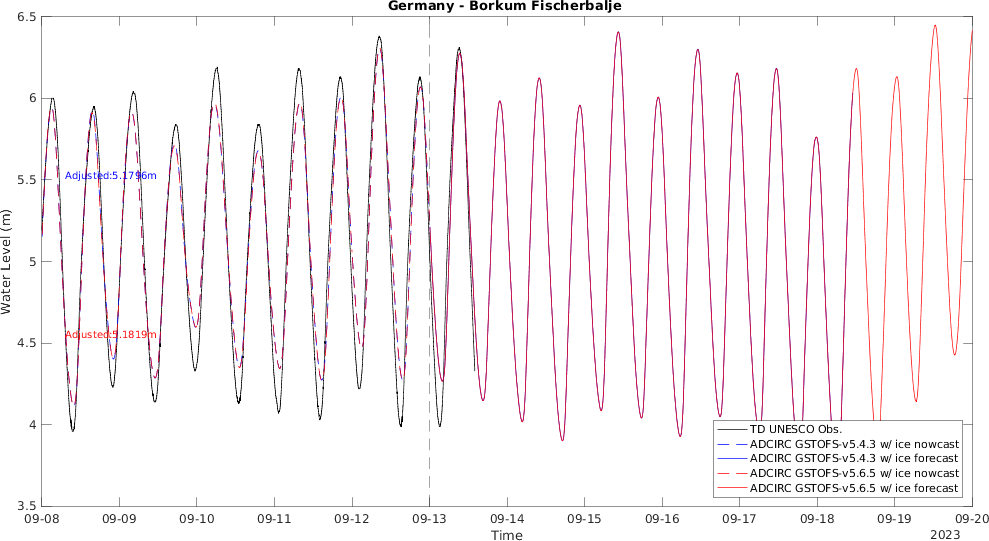 Germany - Borkum Fischerbalje
6.5
6
5.5
5
4.5
4
3.5
Water Level (m)
Adjusted:5.1796m
Adjusted:5.1819m
TD UNESCO Obs.
ADCIRC GSTOFS-v5.4.3 w/ ice nowcast
ADCIRC GSTOFS-v5.4.3 w/ ice forecast
ADCIRC GSTOFS-v5.6.5 w/ ice nowcast
ADCIRC GSTOFS-v5.6.5 w/ ice forecast
09-08 09-09 09-10 09-11 09-12 09-13 09-14 09-15 09-16 09-17 09-18 09-19 09-20
Time
2023